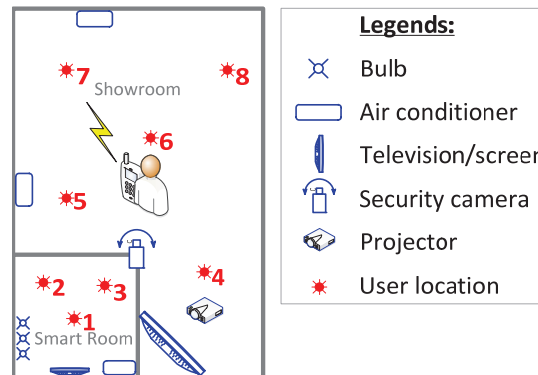 7
8
Showroom
6
5
4
2
3
1
Smart Room
Legends:
Bulb
Air conditioner
Television/screen
Security camera
Projector
User location